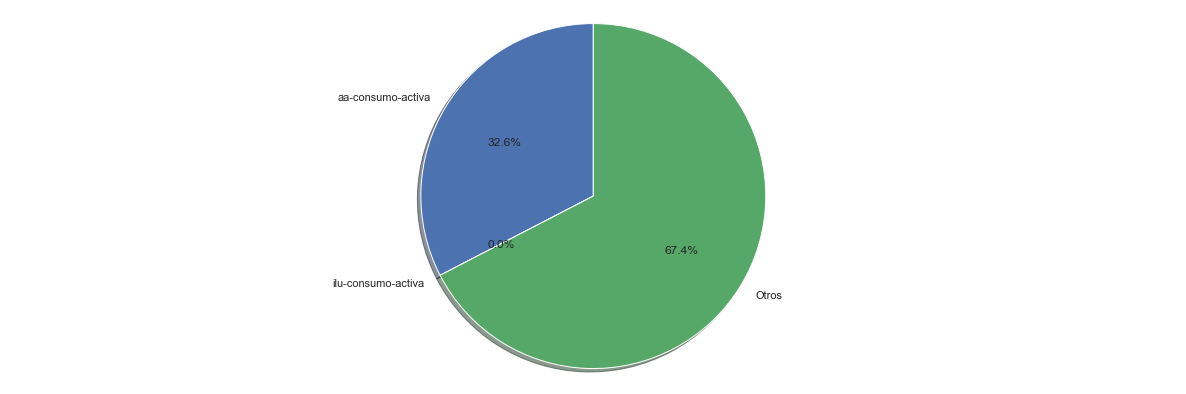 aa-consumo-activa
32.6%
0.0%
67.4%
ilu-consumo-activa
Otros